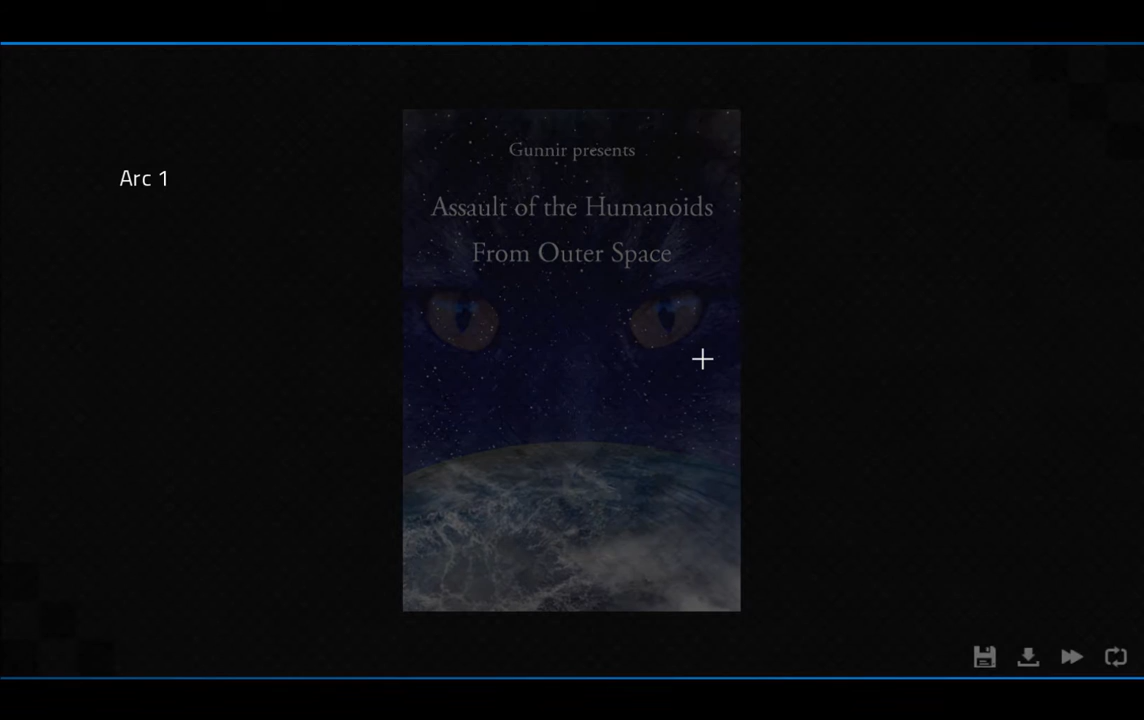 Gunnir presents
Arc 1
Assault of the Humanoids
From Outer Space